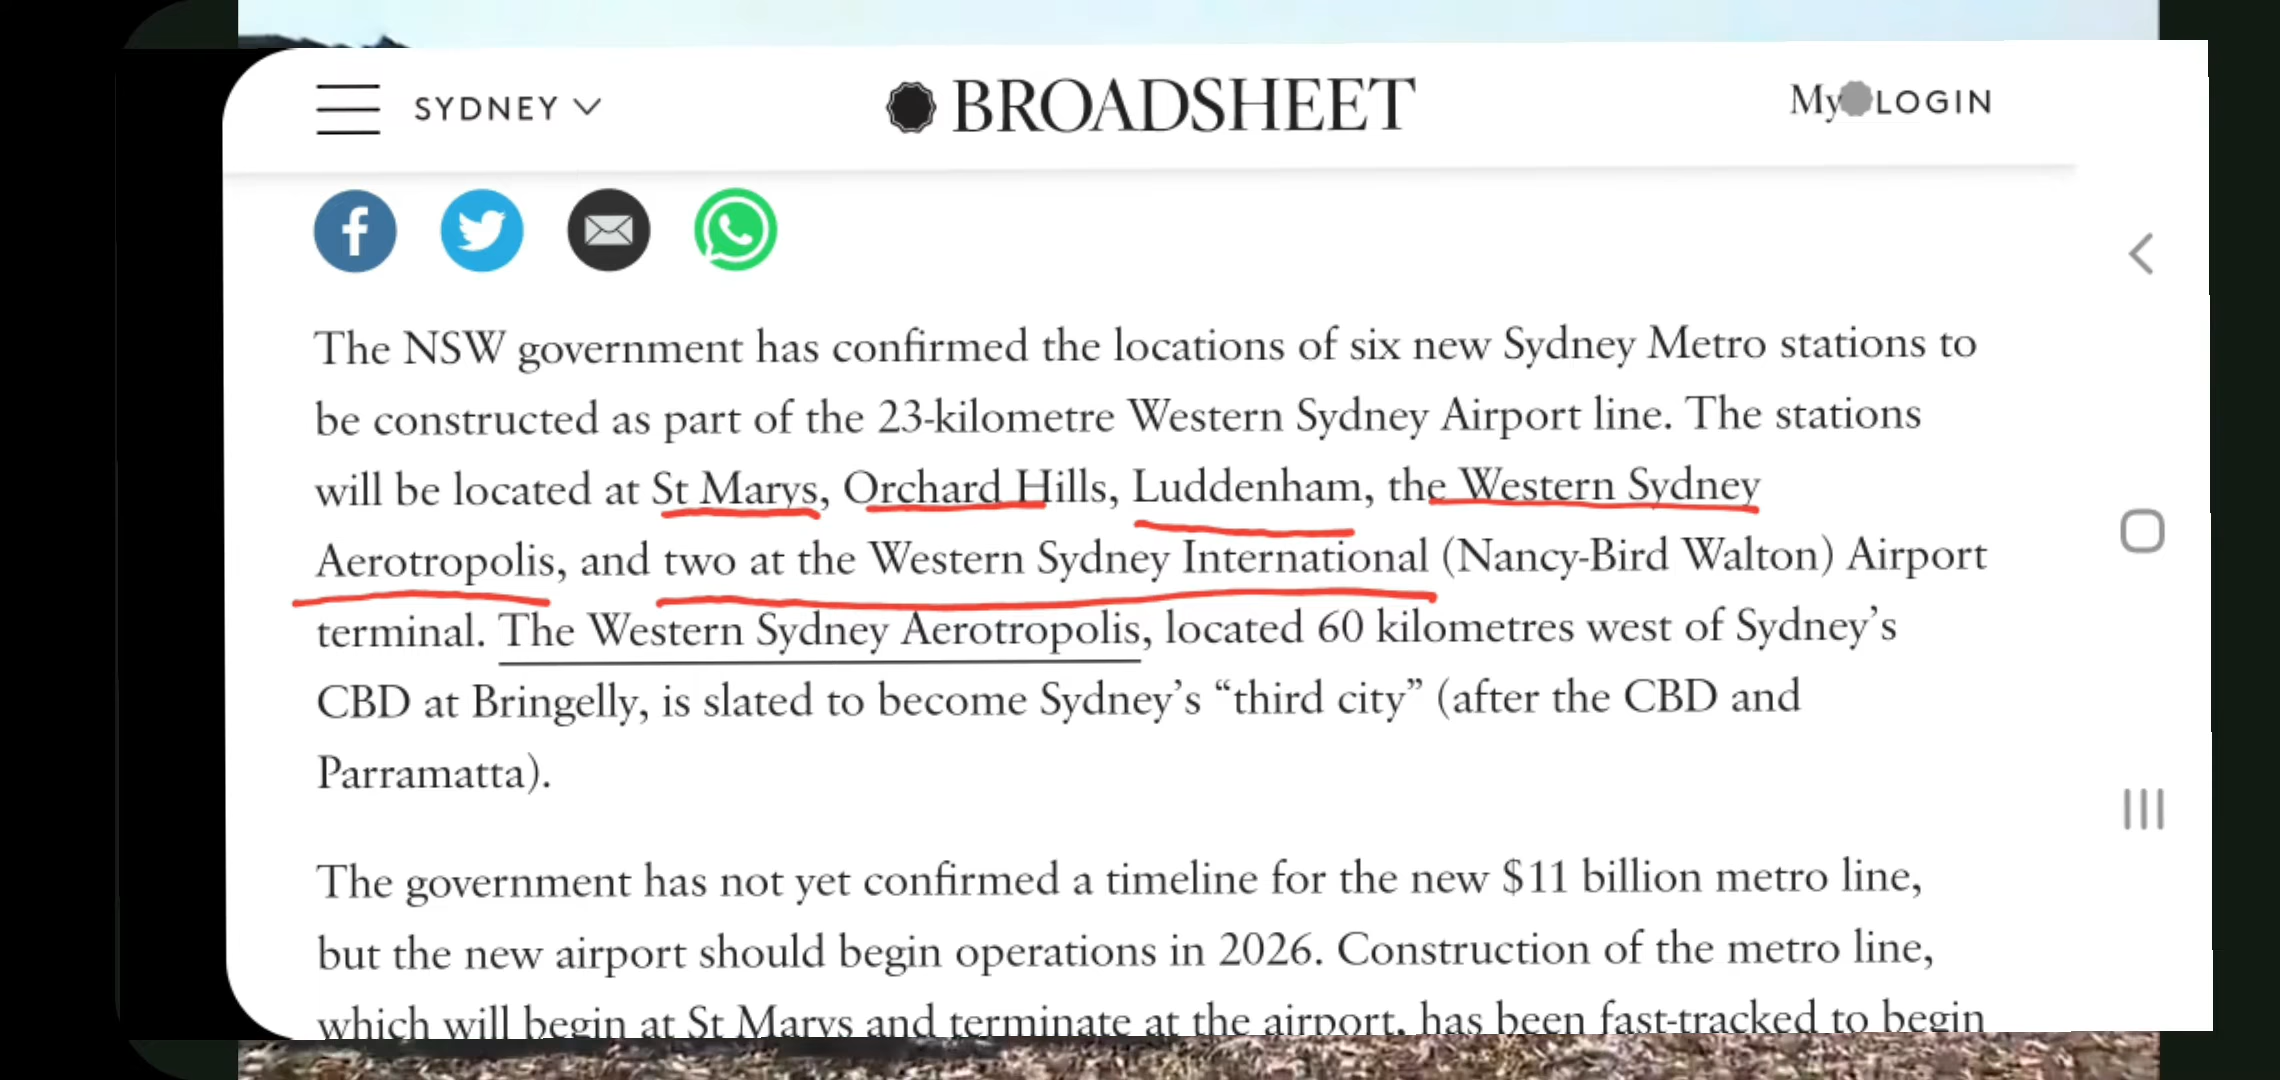 SYDNEY
BROADSHEET
My LOGIN
The NSW government has confirmed the locations of six new Sydney Metro stations to
be constructed as part of the 23-kilometre Western Sydney Airport line. The stations
will be located at St Marys, Orchard Hills, Luddenham, the Western Sydney
Aerotropolis, and two at the Western Sydney International (Nancy-Bird Walton) Airport
terminal. The Western Sydney Aerotropolis, located 60 kilometres west of Sydney’s
CBD at Bringelly, is slated to become Sydney’s “third city” (after the CBD and
Parramatta).
The government has not yet confirmed a timeline for the new $11 billion metro line,
but the new airport should begin operations in 2026. Construction of the metro line,
which will begin at St Marys and terminate at the airport, has been fast-tracked to begin